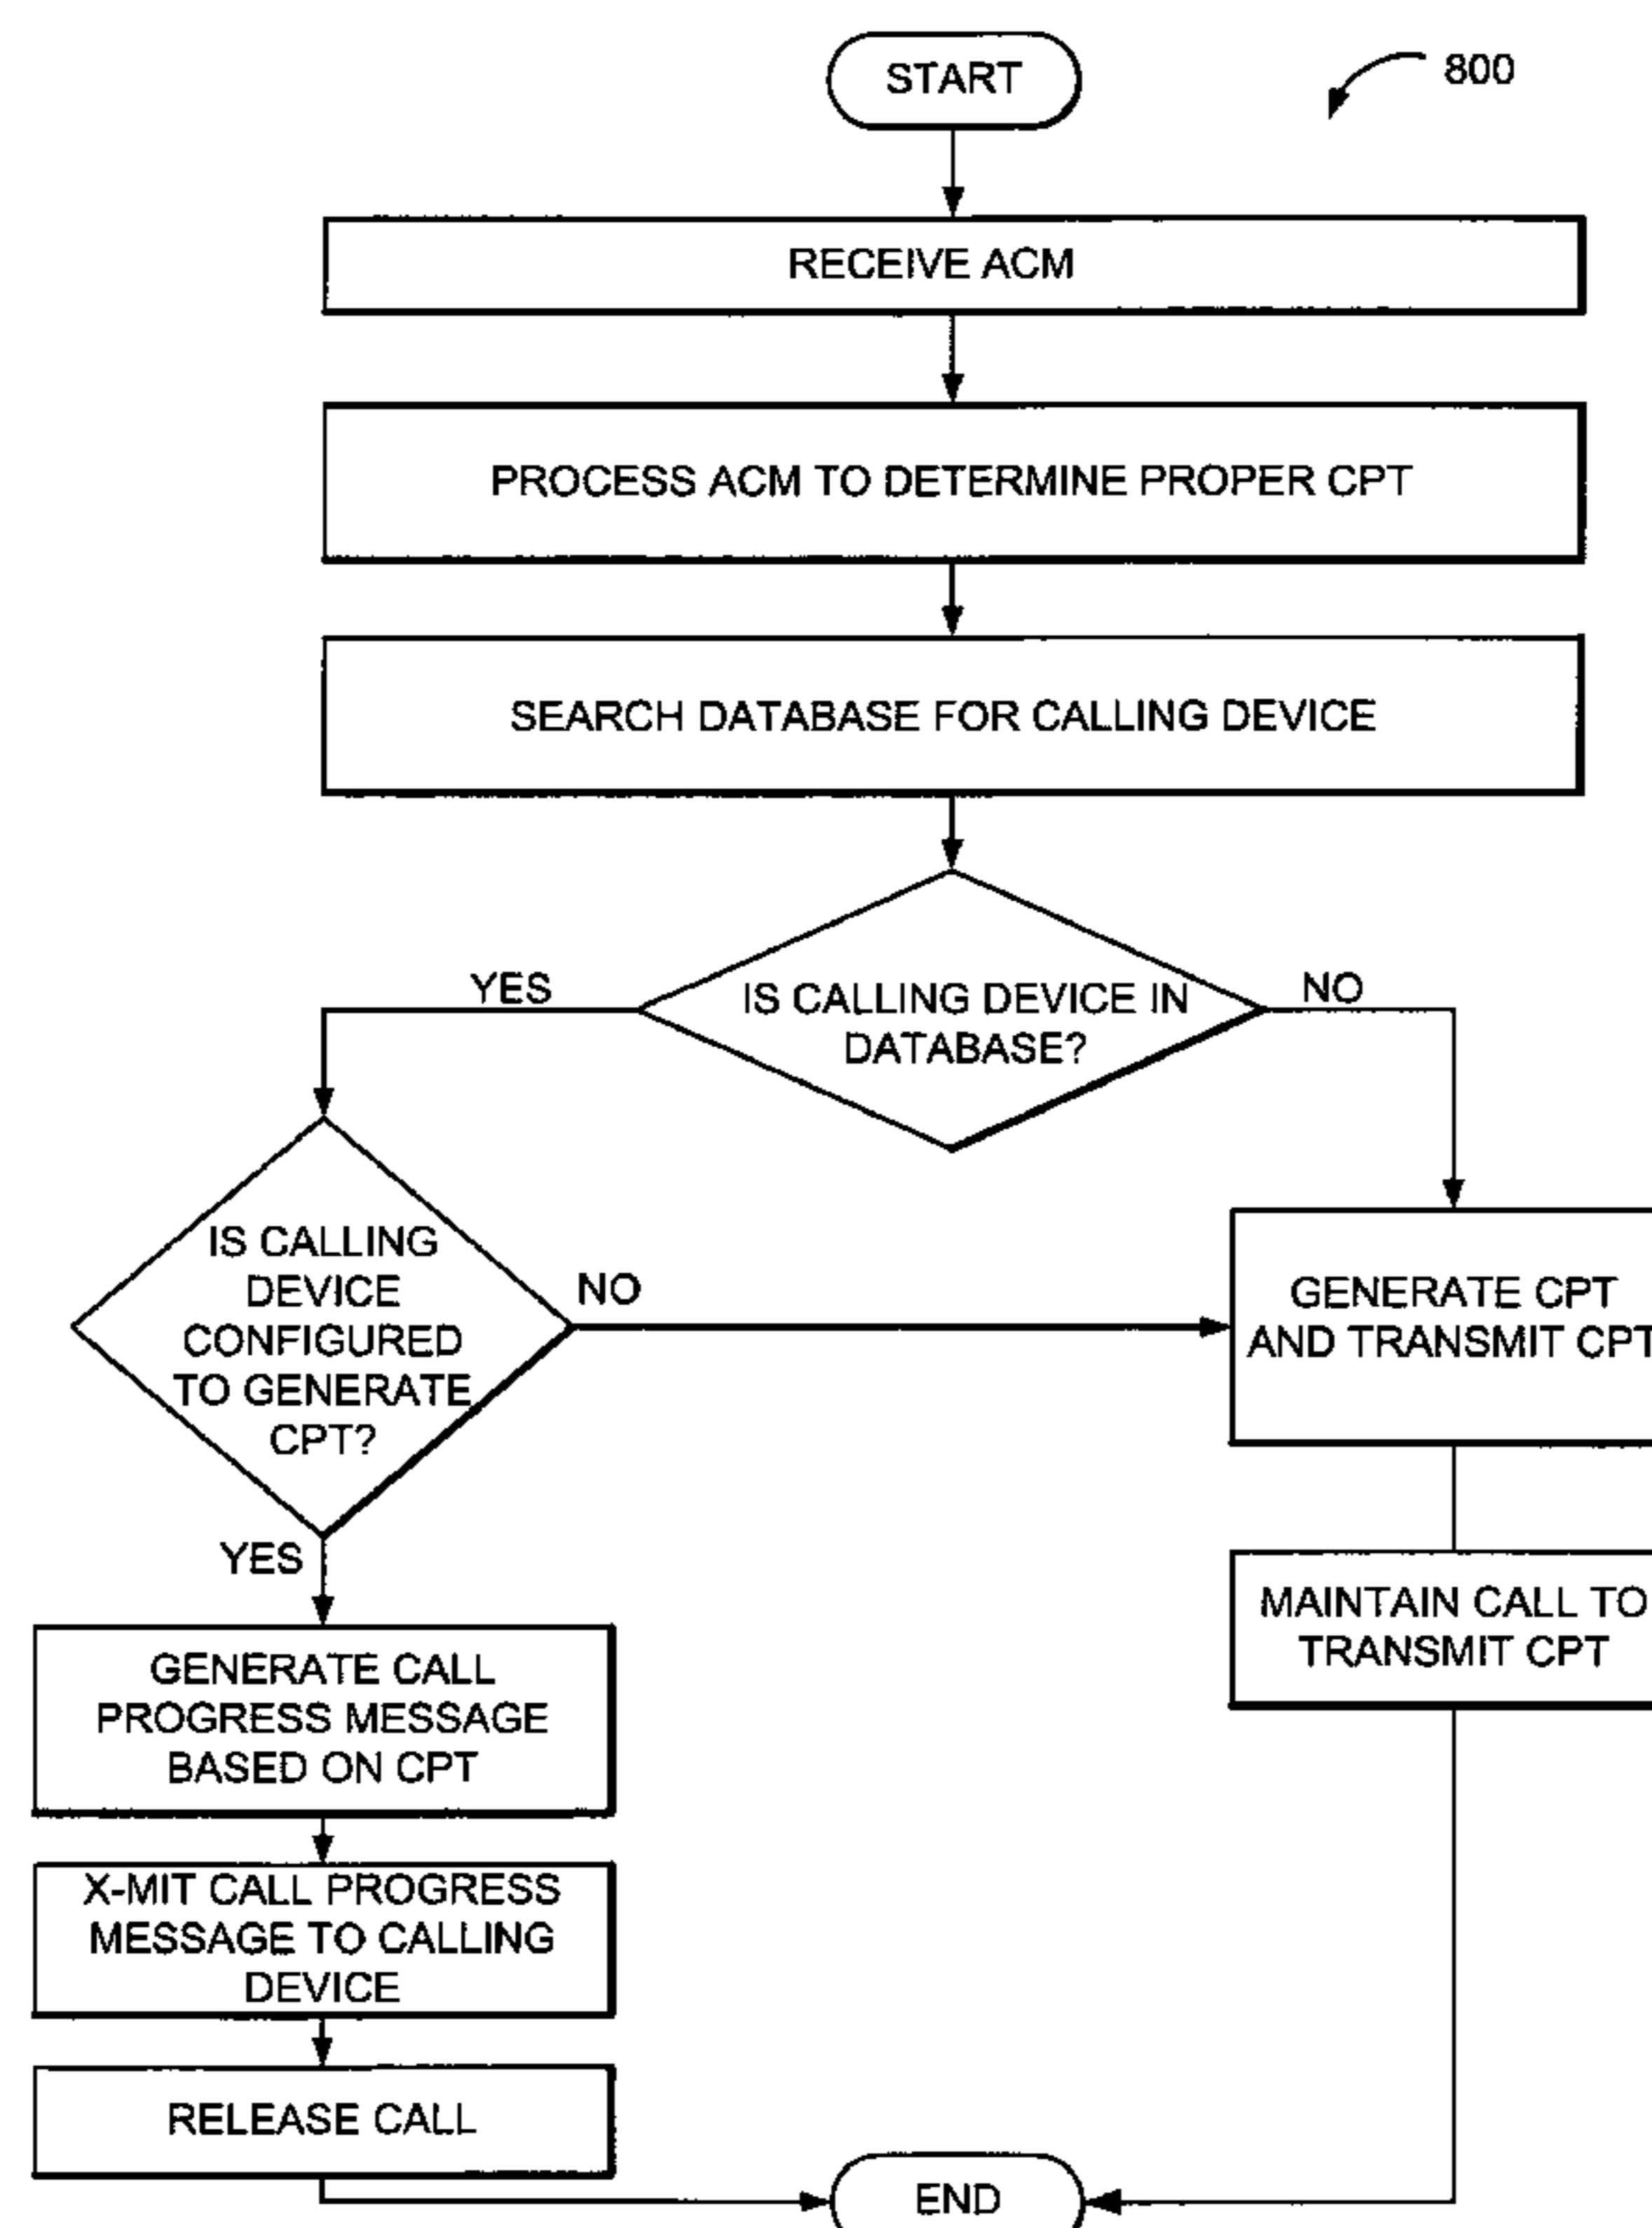 START
800
RECEIVE ACM
PROCESS ACM TO DETERMINE PROPER CPT
SEARCH DATABASE FOR CALLING DEVICE
IS CALLING DEVICE IN
DATABASE?
YES
NO
IS CALLING
DEVICE
CONFIGURED
TO GENERATE
CPT?
NO
YES
GENERATE CPT
AND TRANSMIT CPT
MAINTAIN CALL TO
TRANSMIT CPT
GENERATE CALL
PROGRESS MESSAGE
BASED ON CPT
X-MIT CALL PROGRESS
MESSAGE TO CALLING
DEVICE
RELEASE CALL
END